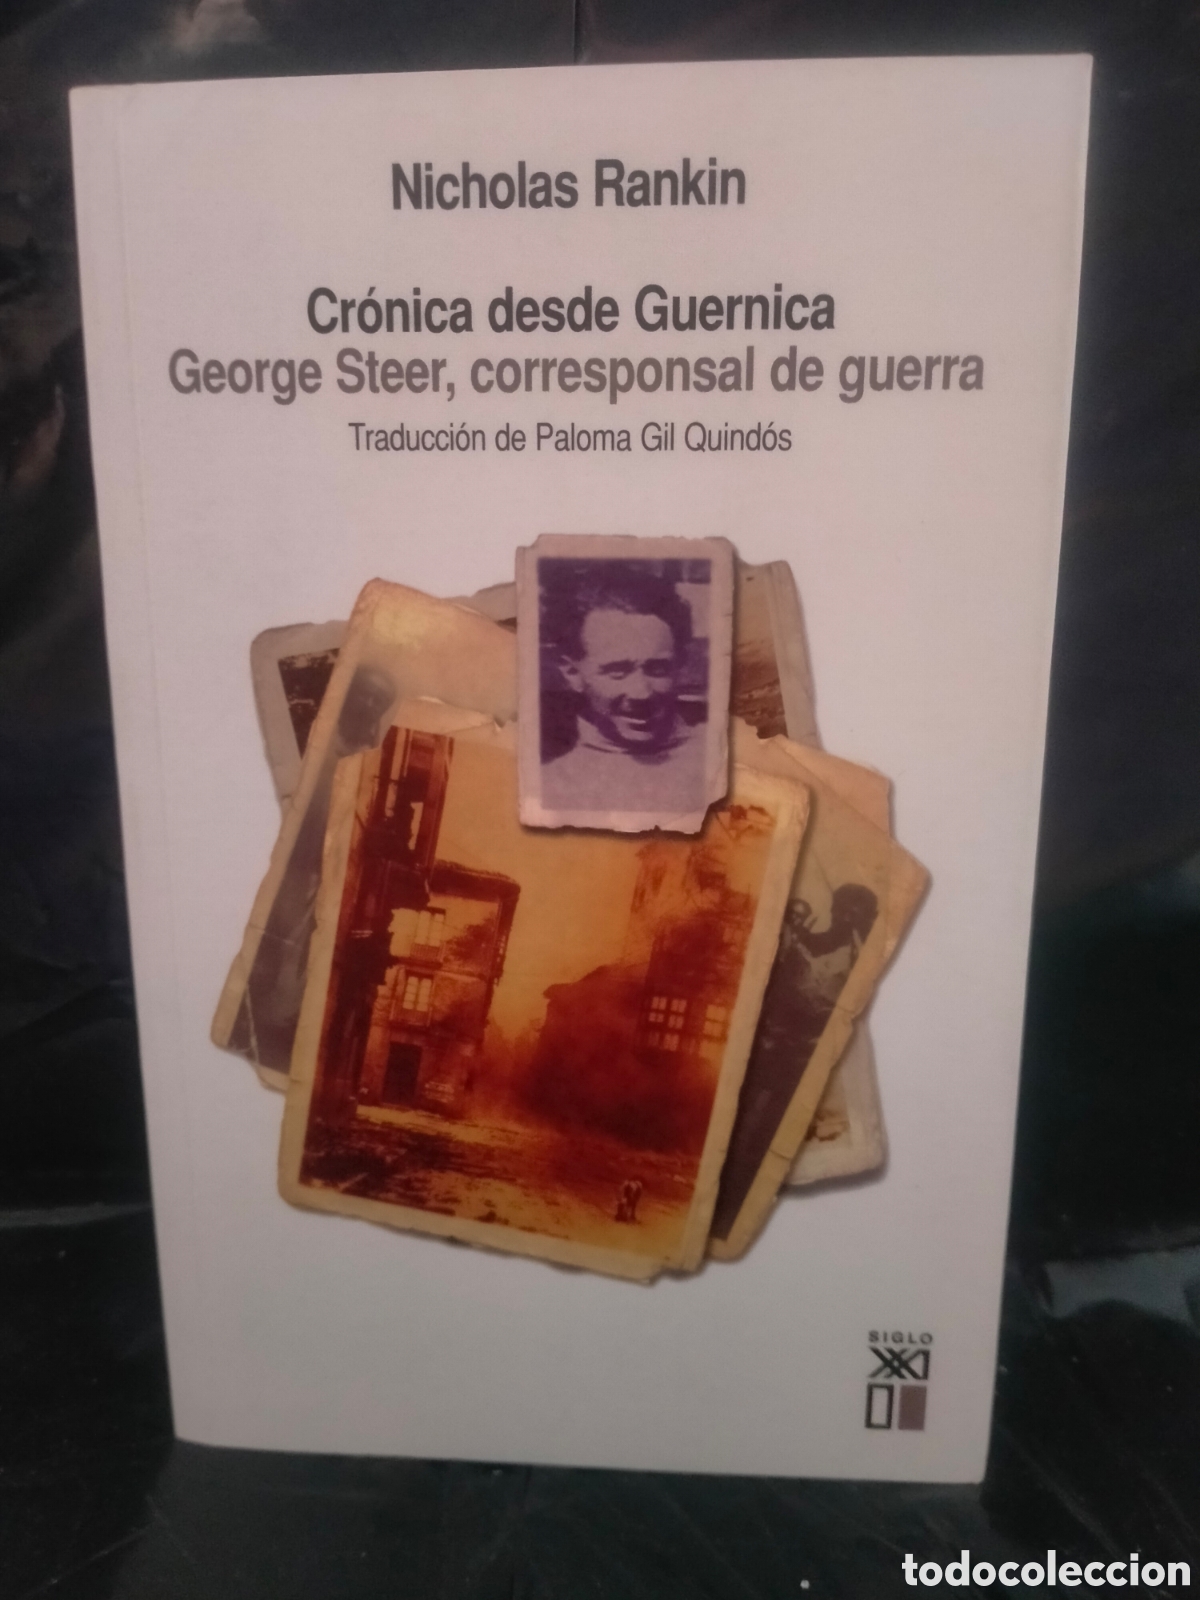 Nicholas Rankin
Crónica desde Guernica
George Steer, corresponsal de guerra
Traducción de Paloma Gil Quindós
SIGLO
XXI
todocoleccion